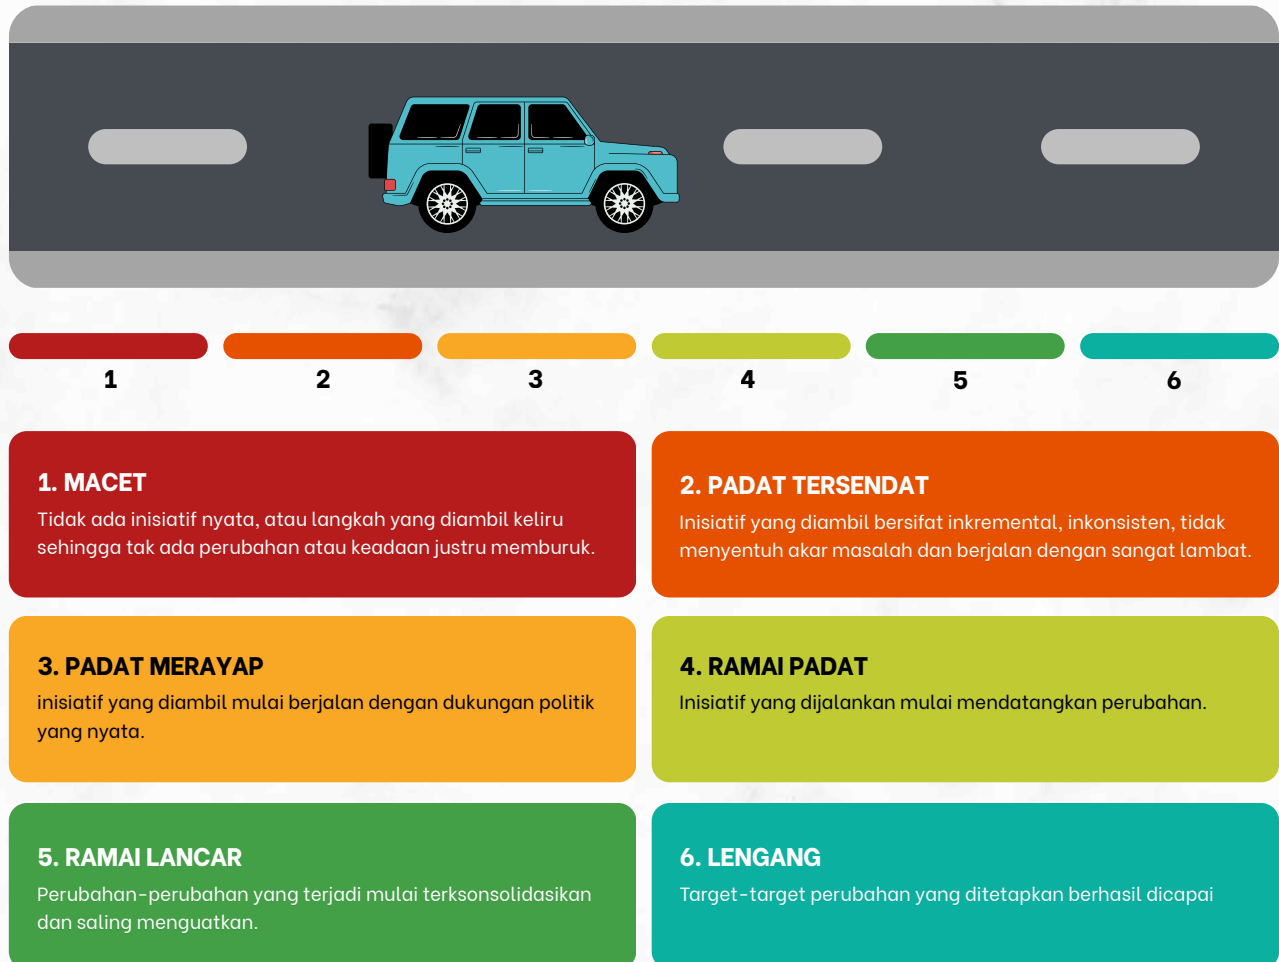 1
2
3
4
5
6
1. MACET
Tidak ada inisiatif nyata, atau langkah yang diambil keliru
sehingga tak ada perubahan atau keadaan justru memburuk.
2. PADAT TERSENDAT
Inisiatif yang diambil bersifat inkremental, inkonsisten, tidak
menyentuh akar masalah dan berjalan dengan sangat lambat.
3. PADAT MERAYAP
inisiatif yang diambil mulai berjalan dengan dukungan politik
yang nyata.
4. RAMAI PADAT
Inisiatif yang dijalankan mulai mendatangkan perubahan.
5. RAMAI LANCAR
Perubahan-perubahan yang terjadi mulai terksonsolidasikan
dan saling menguatkan.
6. LENGANG
Target-target perubahan yang ditetapkan berhasil dicapai